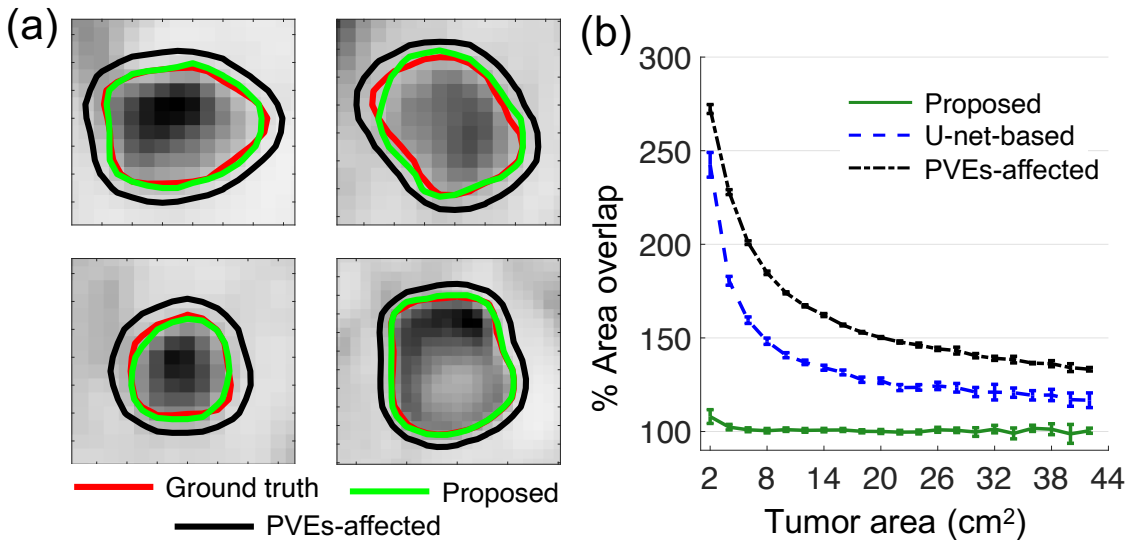 (a)
Ground truth
Proposed
PVEs-affected
(b)
% Area overlap
300
250
200
150
100
Proposed
U-net-based
PVEs-affected
2 8 14 20 26 32 38 44
Tumor area (cm²)